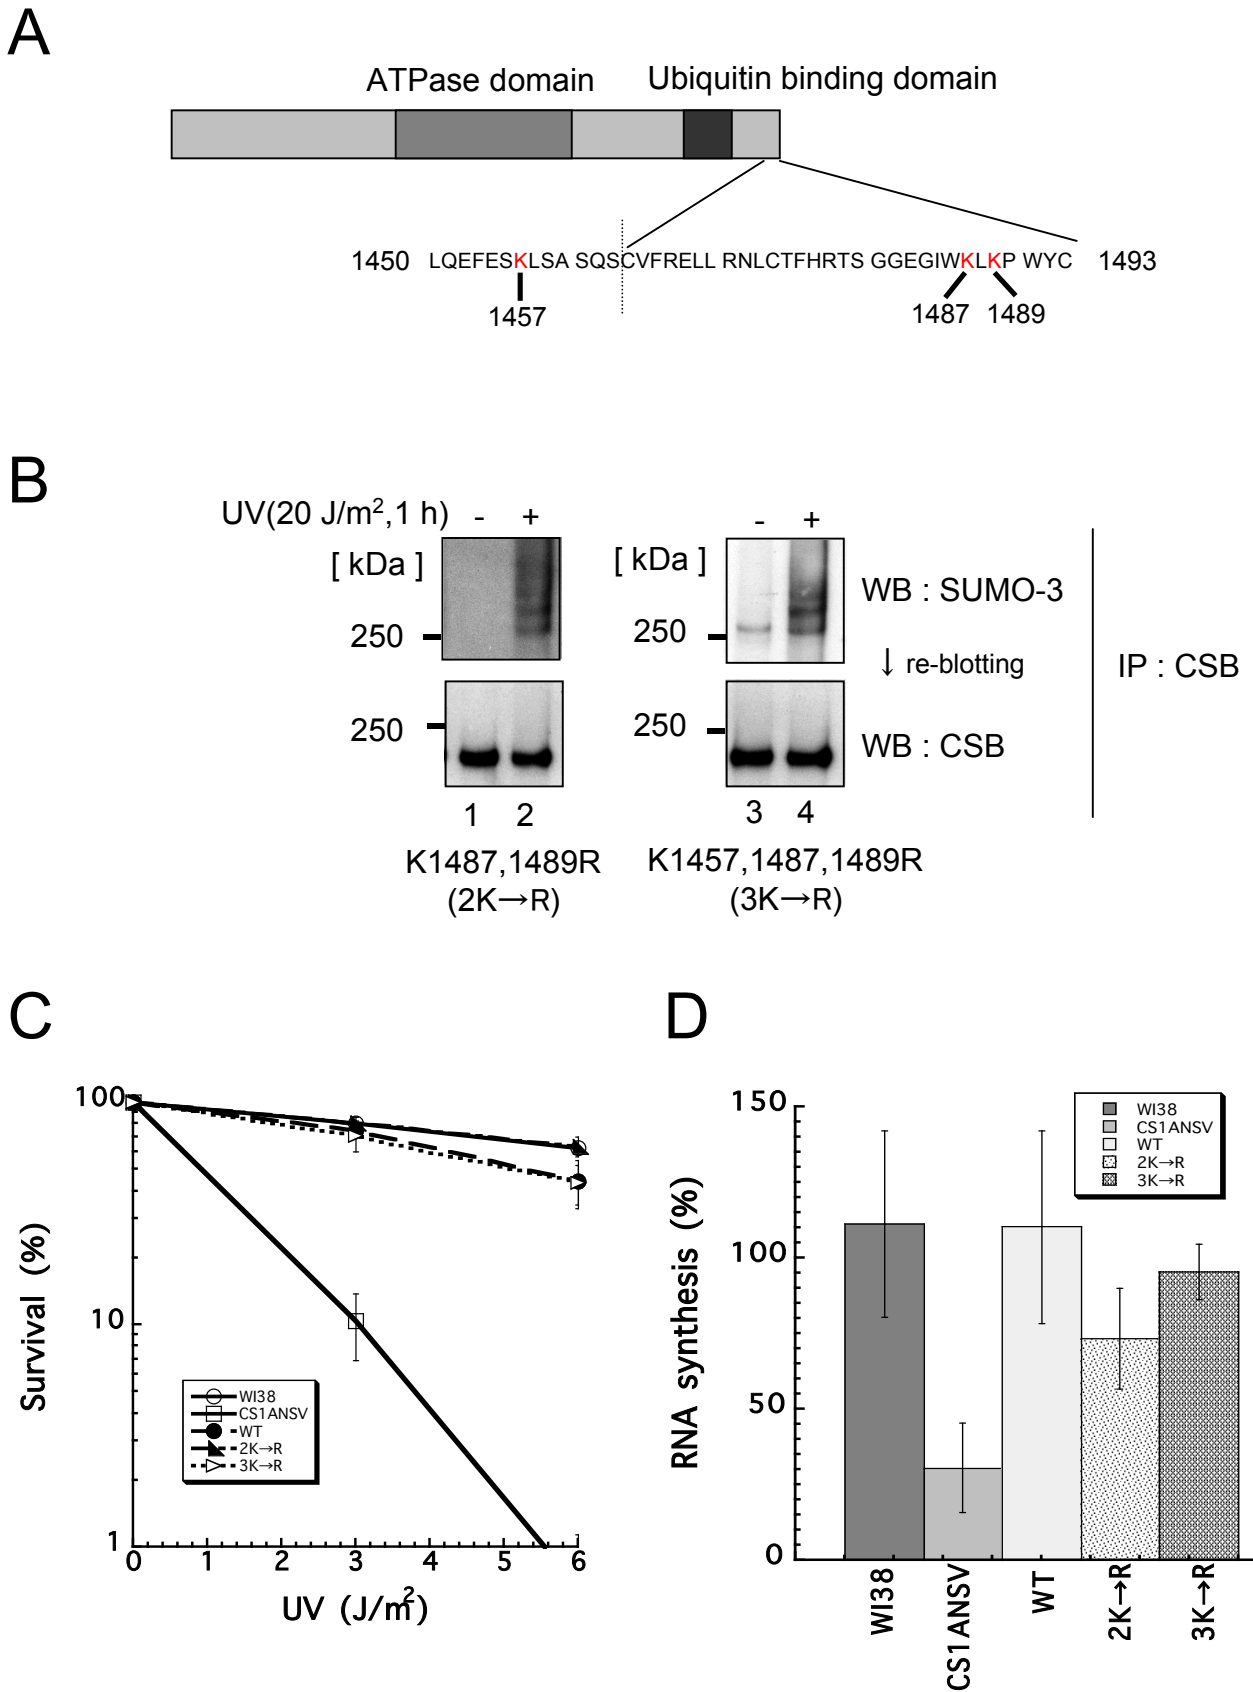 A
ATPase domain
Ubiquitin binding domain
1450 LQEFESKLSA SQSCVFRELL RNLCTFHRTS GGEGIWKLKP WYC 1493
1457
1487 1489
B
UV(20 J/m²,1 h) - + - +
[ kDa ] [ kDa ]
WB : SUMO-3
250 250
↓ re-blotting
IP : CSB
250 250
WB : CSB
1 2 3 4
K1487,1489R K1457,1487,1489R
(2K→R) (3K→R)
C
100
10
1
Survival (%)
WI38
CS1ANSV
WT
2K→R
3K→R
0 1 2 3 4 5 6
UV (J/m²)
D
150
100
50
0
RNA synthesis (%)
WI38
CS1ANSV
WT
2K→R
3K→R
WI38
CS1ANSV
WT
2K→R
3K→R